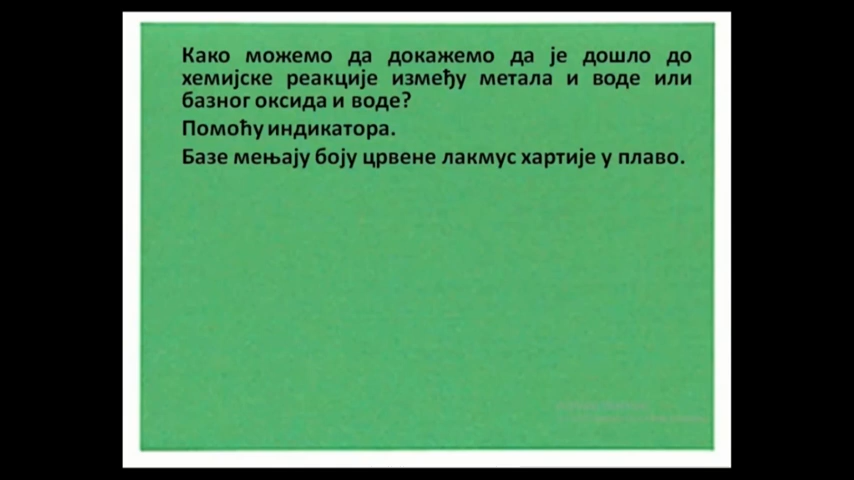 Како можемо да докажемо да је дошло до
хемијске реакције између метала и воде или
базног оксида и воде?
Помоћу индикатора.
Базе мењају боју црвене лакмус хартије у плаво.